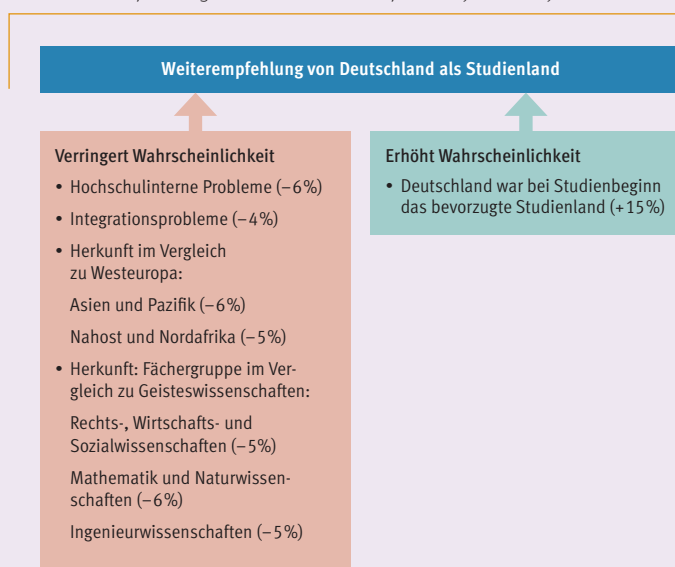 Weiterempfehlung von Deutschland als Studienland
Verringert Wahrscheinlichkeit
• Hochschulinterne Probleme (–6%)
• Integrationsprobleme (–4%)
• Herkunft im Vergleich
zu Westeuropa:
Asien und Pazifik (–6%)
Nahost und Nordafrika (–5%)
• Herkunft: Fächergruppe im Ver-
gleich zu Geisteswissenschaften:
Rechts-, Wirtschafts- und
Sozialwissenschaften (–5%)
Mathematik und Naturwissen-
schaften (–6%)
Ingenieurwissenschaften (–5%)
Erhöht Wahrscheinlichkeit
• Deutschland war bei Studienbeginn
das bevorzugte Studienland (+15%)